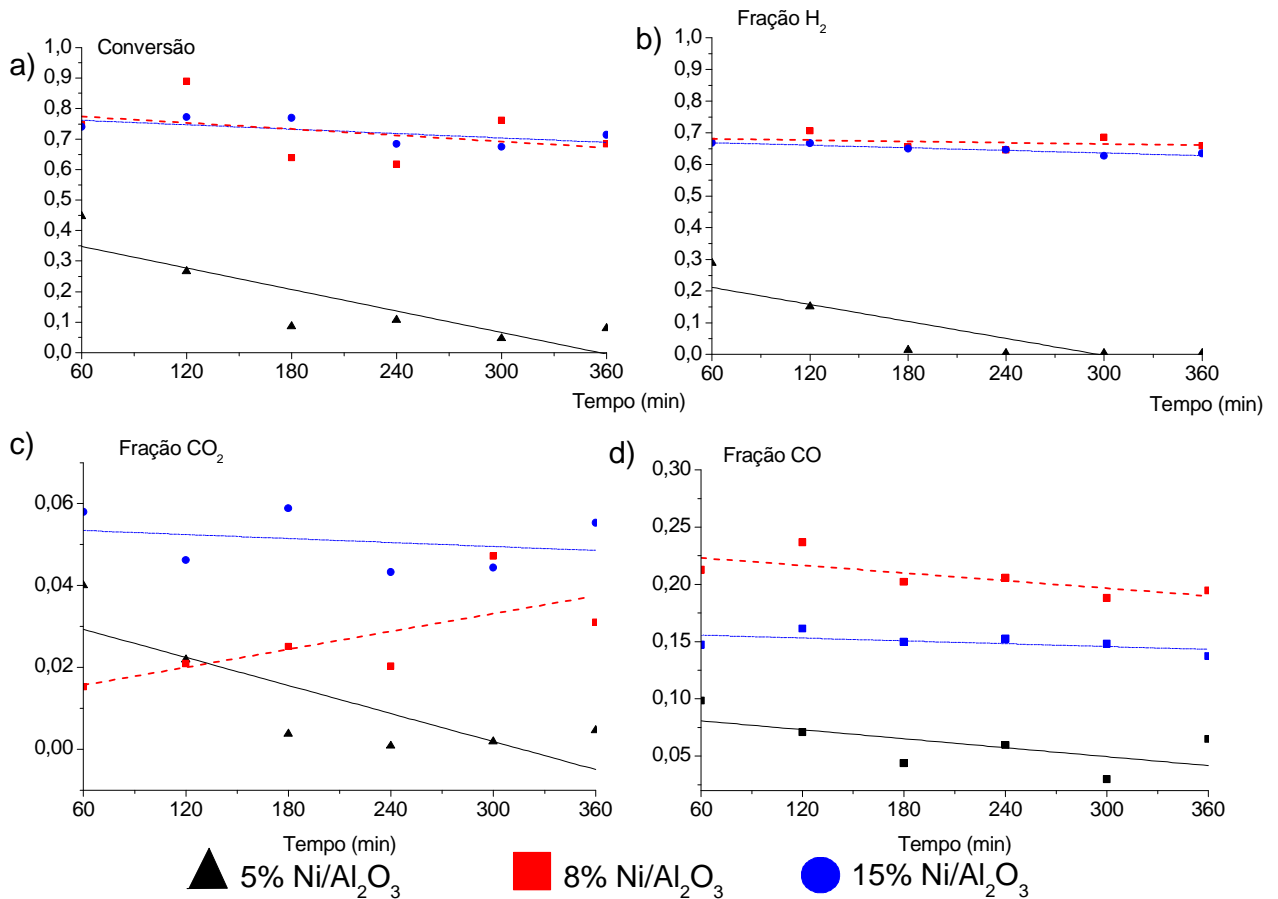 a)
Conversão
1,0
0,9
0,8
0,7
0,6
0,5
0,4
0,3
0,2
0,1
0,0
60 120 180 240 300 360
Tempo (min)
b)
Fração H₂
1,0
0,9
0,8
0,7
0,6
0,5
0,4
0,3
0,2
0,1
0,0
60 120 180 240 300 360
Tempo (min)
c)
Fração CO₂
0,06
0,04
0,02
0,00
60 120 180 240 300 360
Tempo (min)
d)
Fração CO
0,30
0,25
0,20
0,15
0,10
0,05
60 120 180 240 300 360
Tempo (min)
5% Ni/Al₂O₃ 8% Ni/Al₂O₃ 15% Ni/Al₂O₃